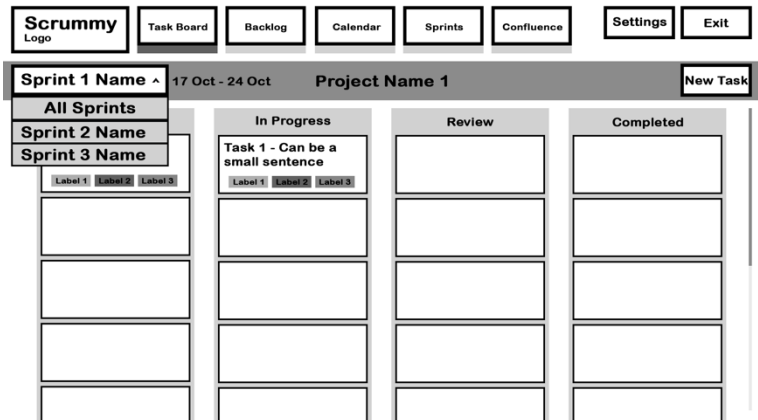 Scrummy
Logo
Task Board
Backlog
Calendar
Sprints
Confluence
Settings
Exit
Sprint 1 Name ^
17 Oct - 24 Oct
Project Name 1
New Task
All Sprints
Sprint 2 Name
Sprint 3 Name
In Progress
Review
Completed
Label 1 Label 2 Label 3
Task 1 - Can be a
small sentence
Label 1 Label 2 Label 3